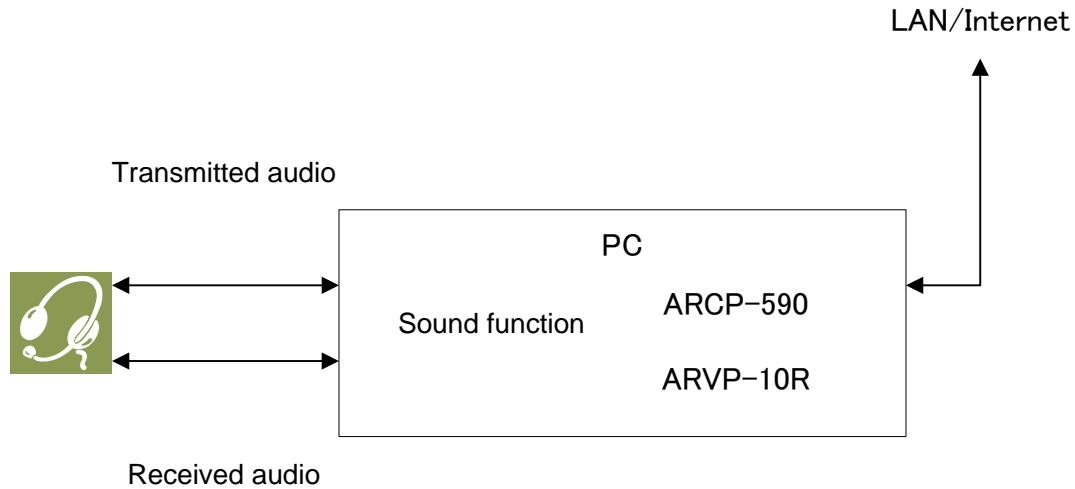 LAN/Internet
Transmitted audio
PC
Sound function
ARCP-590
ARVP-10R
Received audio